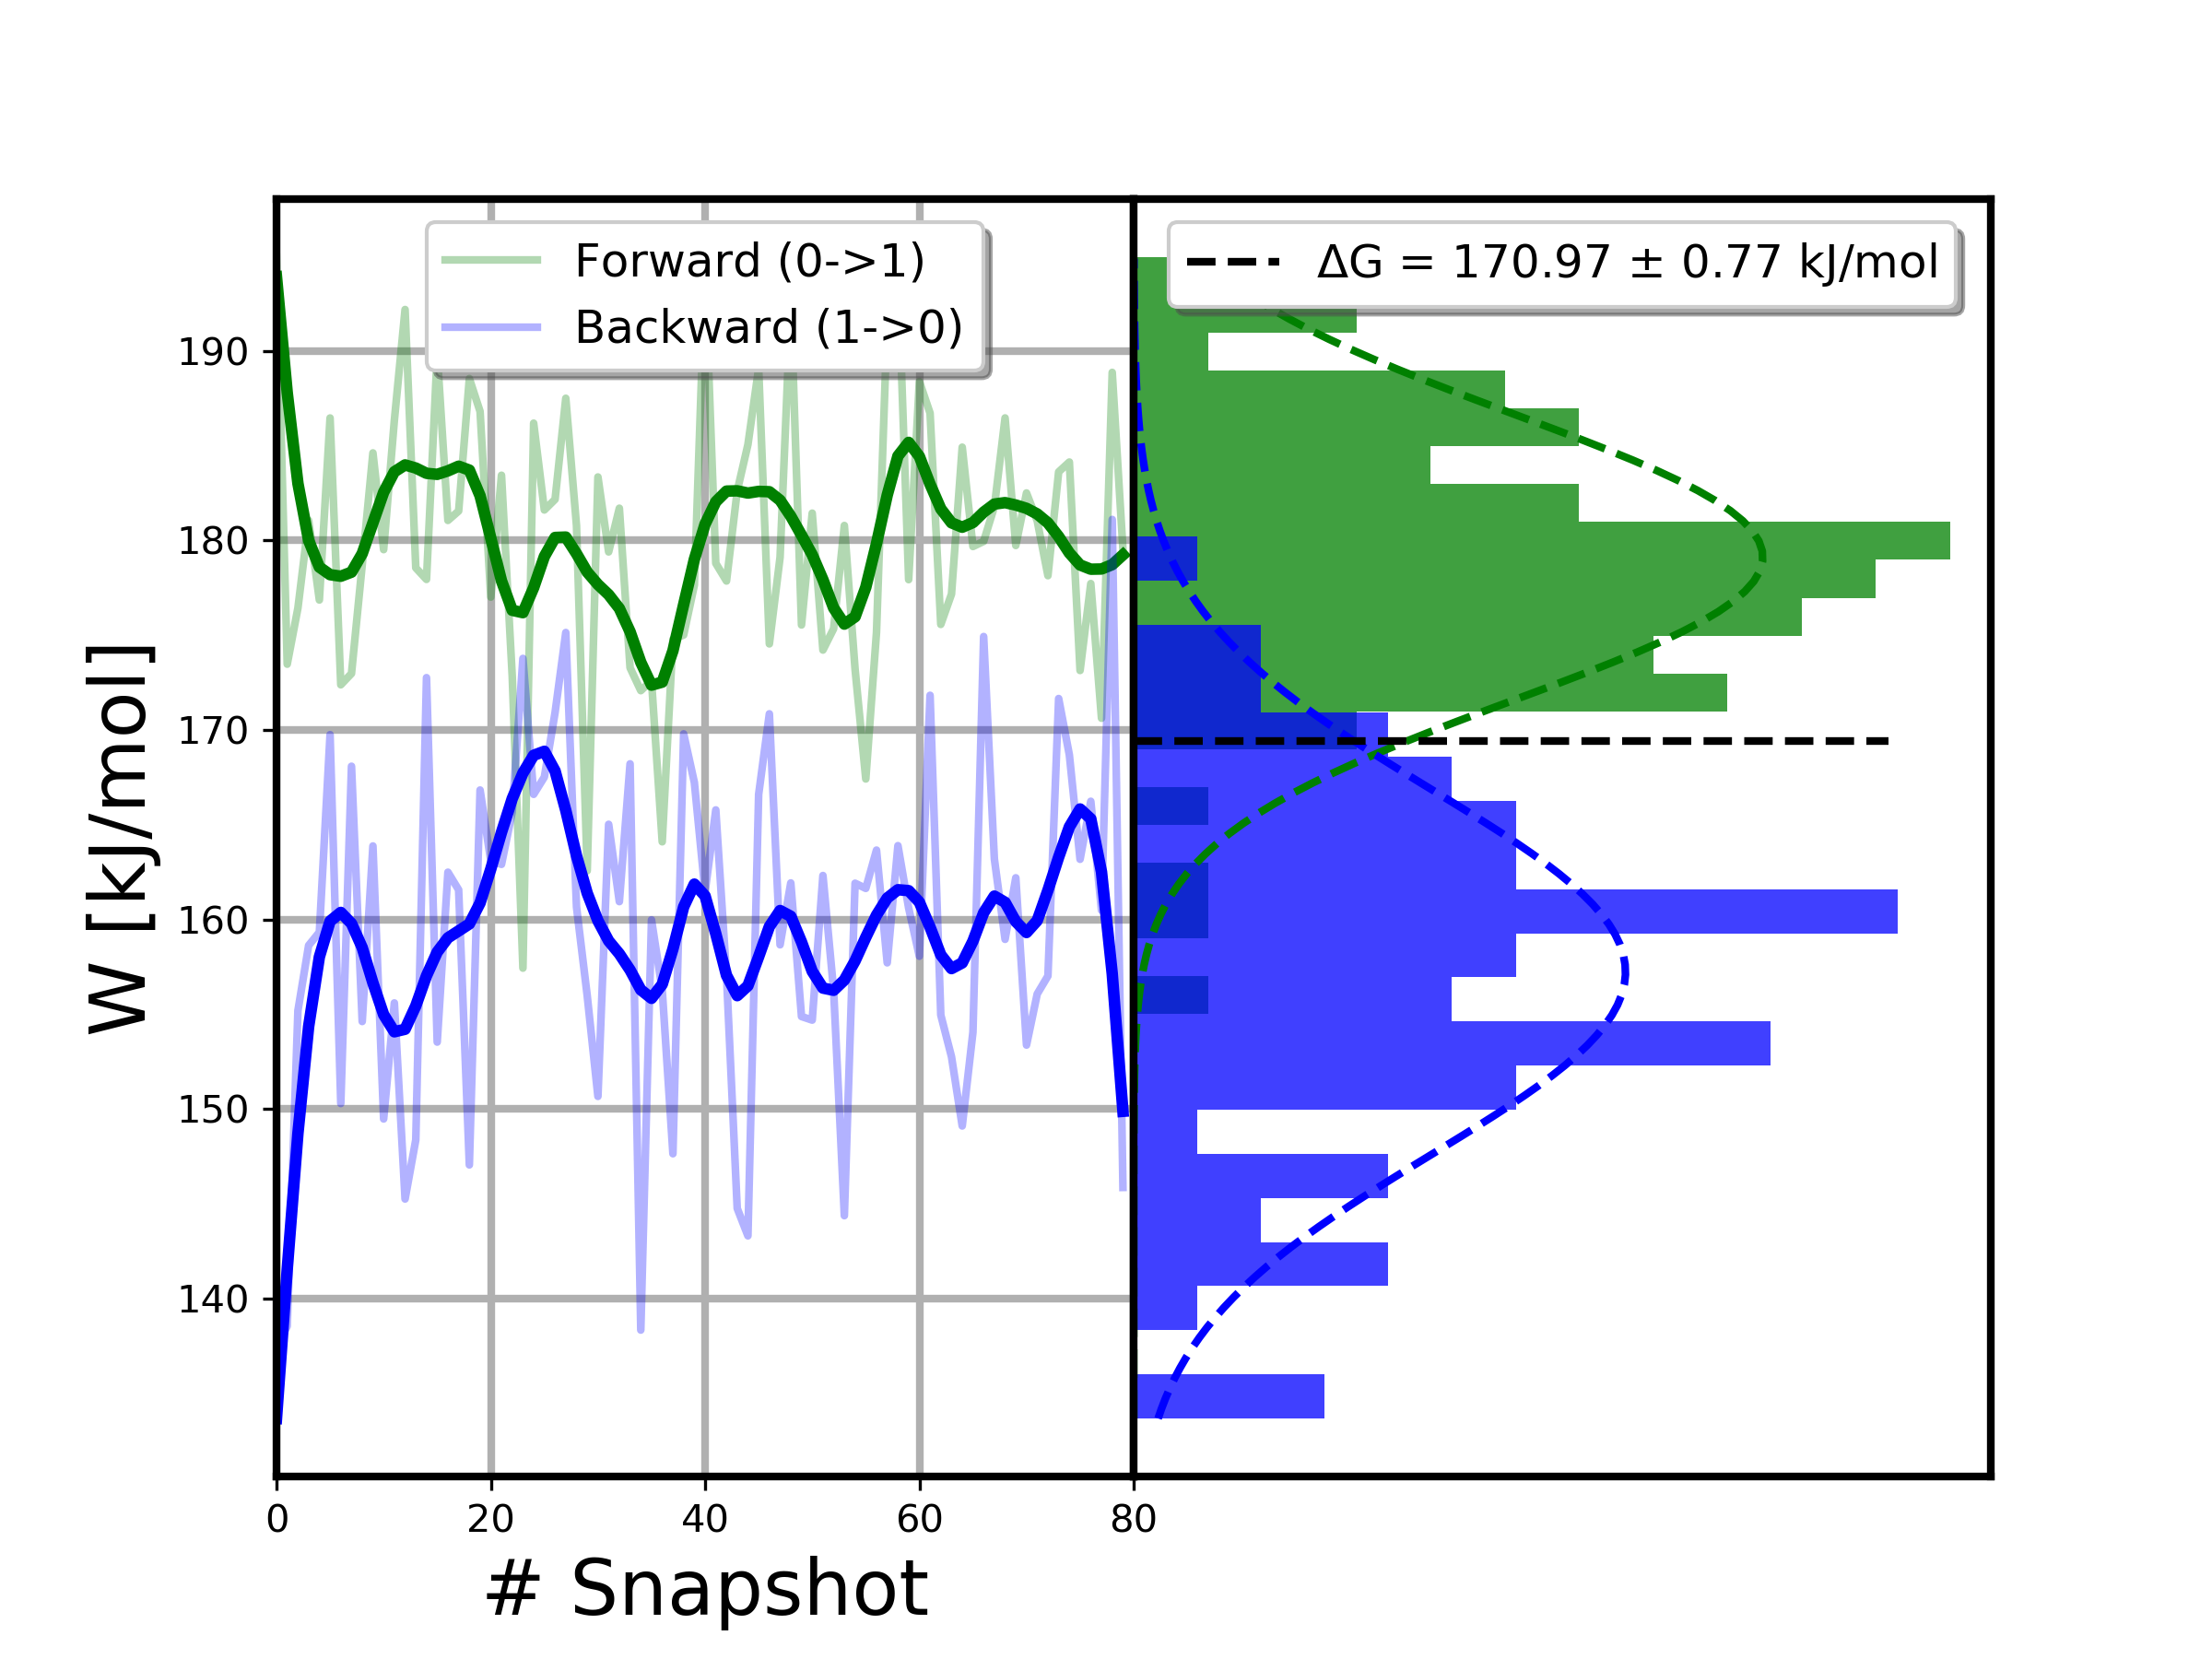 Forward (0->1)
Backward (1->0)
ΔG = 170.97 ± 0.77 kJ/mol
W [kJ/mol]
190
180
170
160
150
140
0
20
40
60
80
# Snapshot